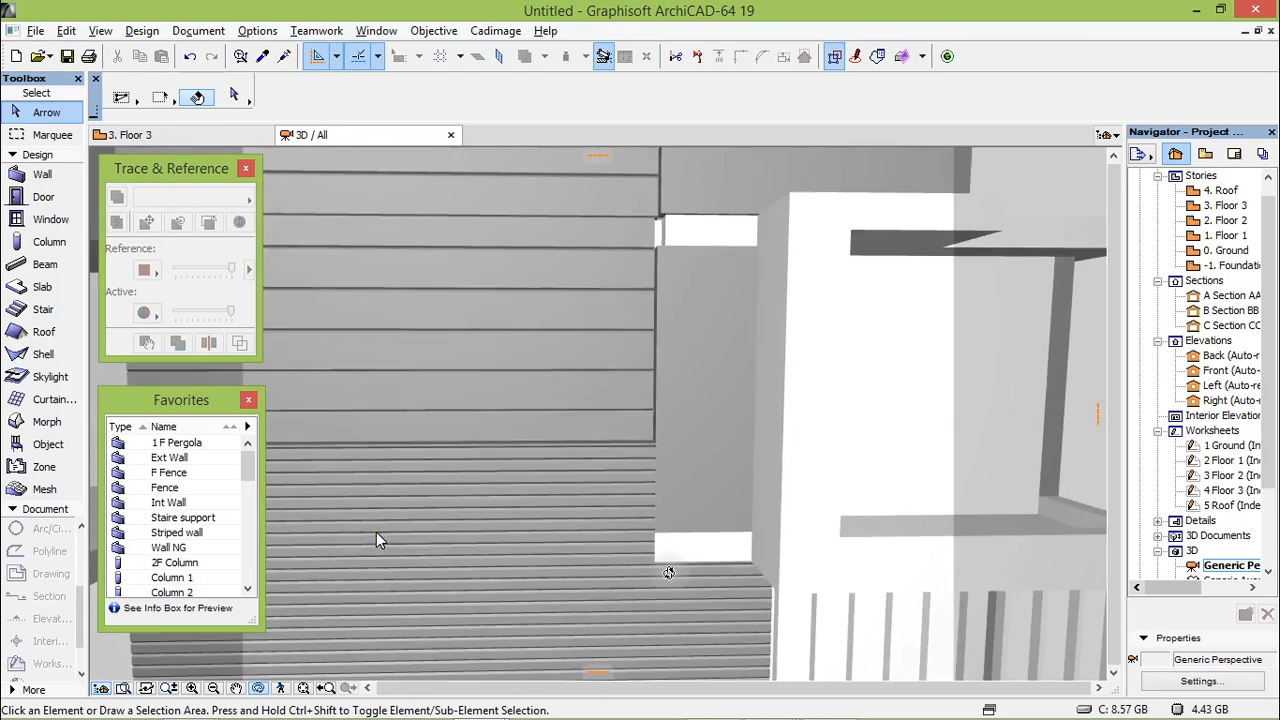 Untitled - Graphisoft ArchiCAD-64 19
File Edit View Design Document Options Teamwork Window Objective Cadimage Help
Toolbox
Select
Arrow
Marquee
Design
Wall
Door
Window
Column
Beam
Slab
Stair
Roof
Shell
Skylight
Curtain...
Morph
Object
Zone
Mesh
Document
Arc/Ci...
Polyline
Drawing
Section
Elevat...
Interi...
Works...
More
3. Floor 3
3D / All
Trace & Reference
Reference:
Active:
Favorites
Type Name
1 F Pergola
Ext Wall
F Fence
Fence
Int Wall
Staire support
Striped wall
Wall NG
2F Column
Column 1
Column 2
See Info Box for Preview
Navigator - Project ...
Stories
4. Roof
3. Floor 3
2. Floor 2
1. Floor 1
0. Ground
-1. Foundati
Sections
A Section AA
B Section BB
C Section CC
Elevations
Back (Auto-r
Front (Auto-r
Left (Auto-re
Right (Auto-r
Interior Elevation
Worksheets
1 Ground (In
2 Floor 1 (In
3 Floor 2 (In
4 Floor 3 (In
5 Roof (Inde
Details
3D Documents
3D
Generic Pe
Properties
Generic Perspective
Settings...
Click an Element or Draw a Selection Area. Press and Hold Ctrl+Shift to Toggle Element/Sub-Element Selection.
C: 8.57 GB
4.43 GB